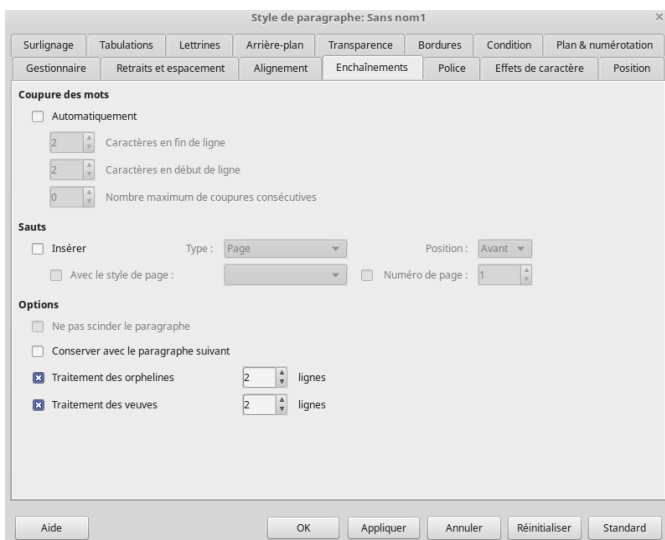 Style de paragraphe: Sans nom1 ×
Surlignage Tabulations Lettrines Arrière-plan Transparence Bordures Condition Plan & numérotation
Gestionnaire Retraits et espacement Alignement Enchaînements Police Effets de caractère Position
Coupure des mots
Automatiquement
2 Caractères en fin de ligne
2 Caractères en début de ligne
0 Nombre maximum de coupures consécutives
Sauts
Insérer Type : Page Position : Avant
Avec le style de page : Numéro de page : 1
Options
Ne pas scinder le paragraphe
Conserver avec le paragraphe suivant
Traitement des orphelines 2 lignes
Traitement des veuves 2 lignes
Aide OK Appliquer Annuler Réinitialiser Standard